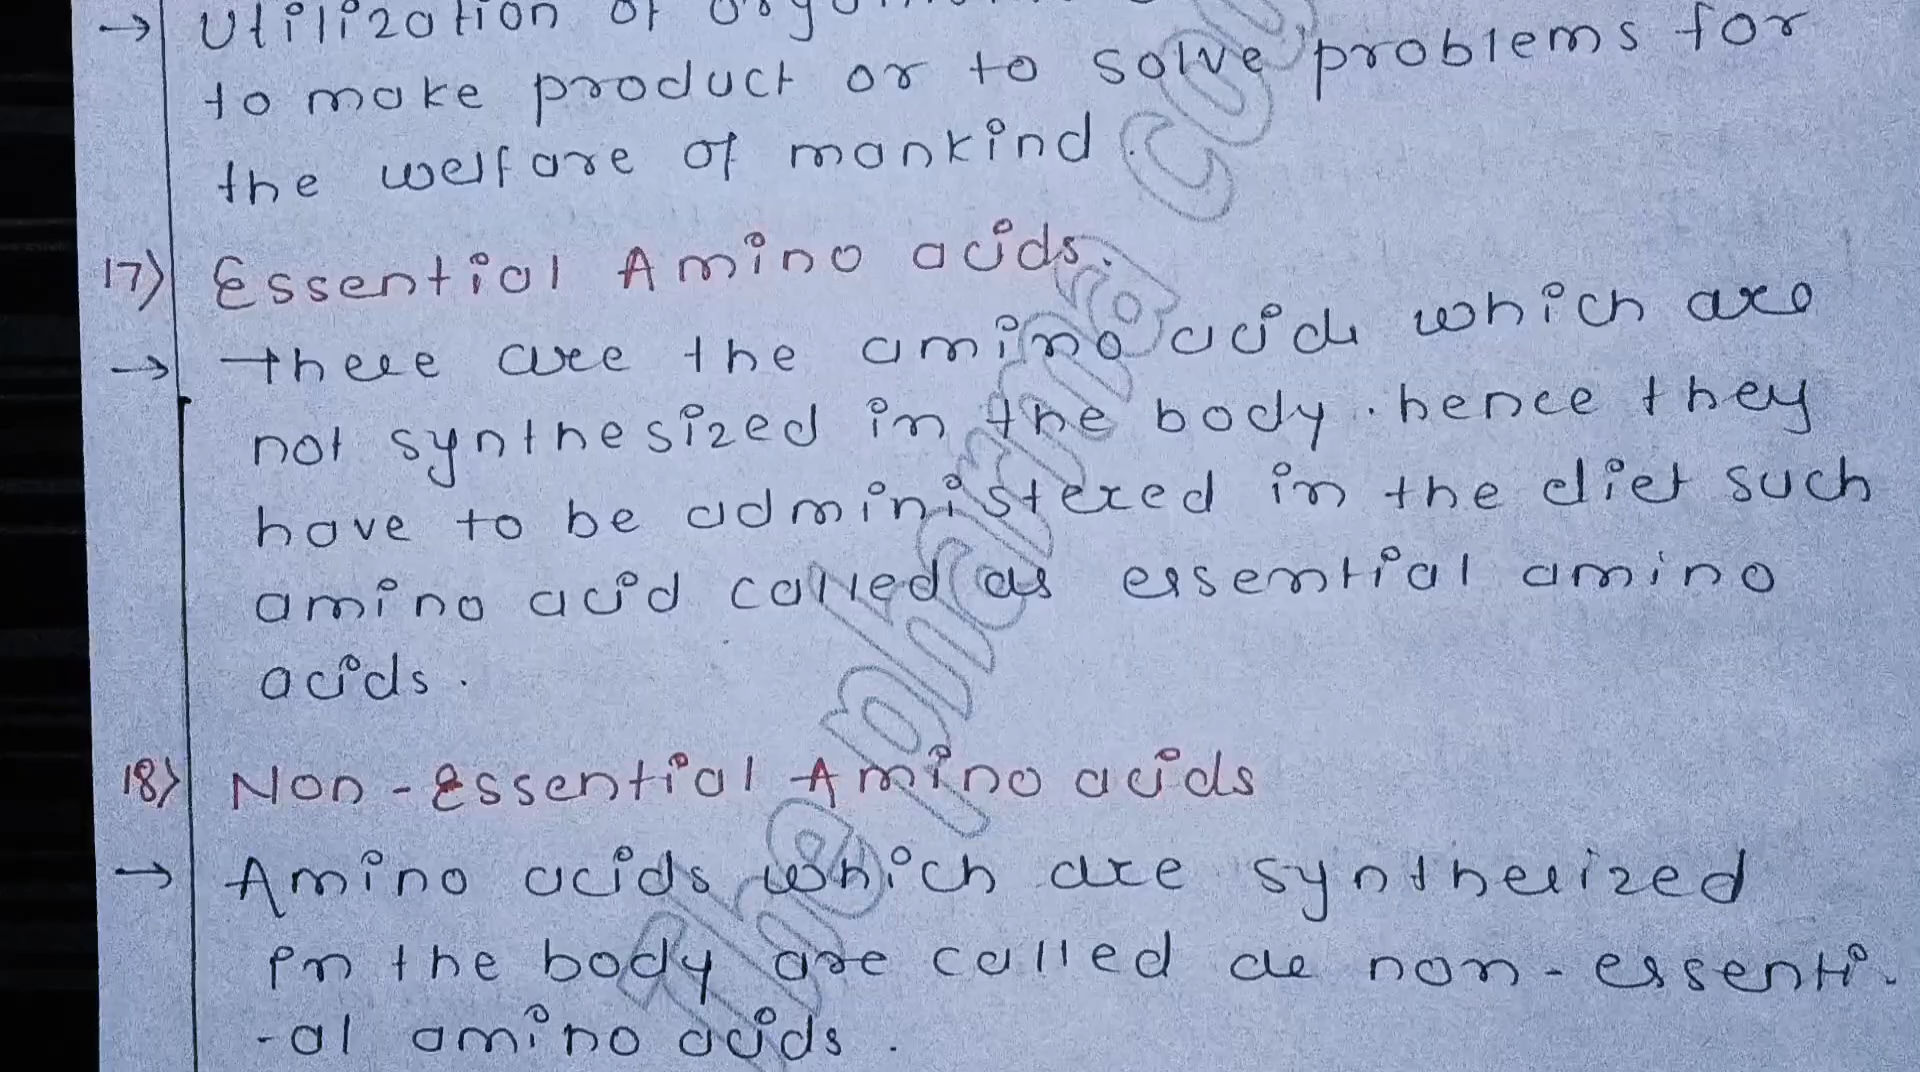 → Utilization of
to make product or to solve problems for
the welfare of mankind.
17) Essential Amino acids.
→ these are the amino acids which are
not synthesized in the body. hence they
have to be administered in the diet such
amino acid called as essential amino
acids.
18) Non-Essential Amino acids
→ Amino acids which are synthesized
in the body are called as non-essenti-
-al amino acids.